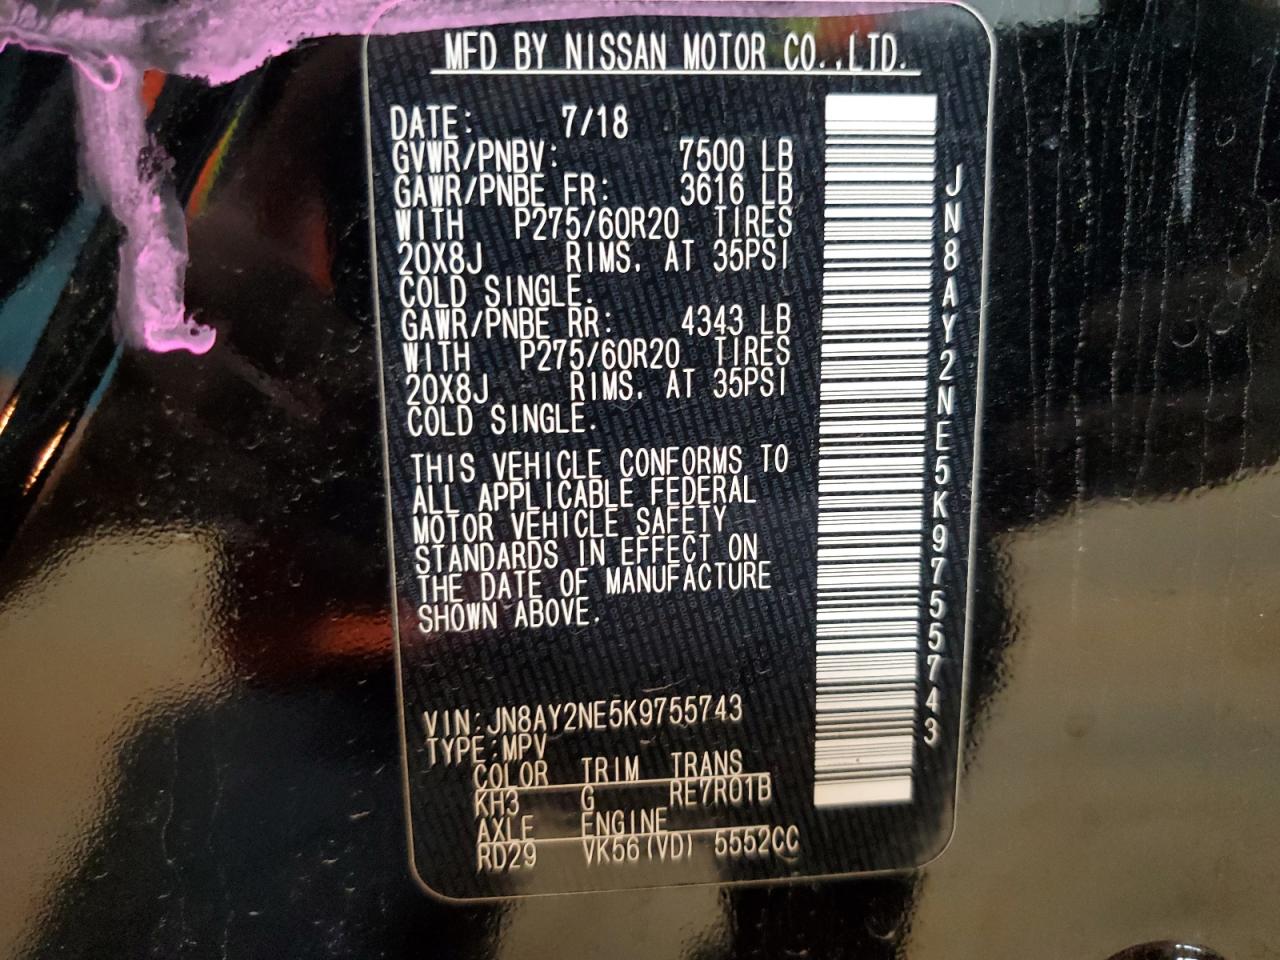 MFD BY NISSAN MOTOR CO.,LTD.
DATE: 7/18
GVWR/PNBV: 7500 LB
GAWR/PNBE FR: 3616 LB
WITH P275/60R20 TIRES
20X8J RIMS. AT 35PSI
COLD SINGLE.
GAWR/PNBE RR: 4343 LB
WITH P275/60R20 TIRES
20X8J RIMS. AT 35PSI
COLD SINGLE.
THIS VEHICLE CONFORMS TO
ALL APPLICABLE FEDERAL
MOTOR VEHICLE SAFETY
STANDARDS IN EFFECT ON
THE DATE OF MANUFACTURE
SHOWN ABOVE.
VIN:JN8AY2NE5K9755743
TYPE:MPV
COLOR TRIM TRANS
KH3 G RE7R01B
AXLE ENGINE
RD29 VK56(VD) 5552CC
JN8AY2NE5K9755743